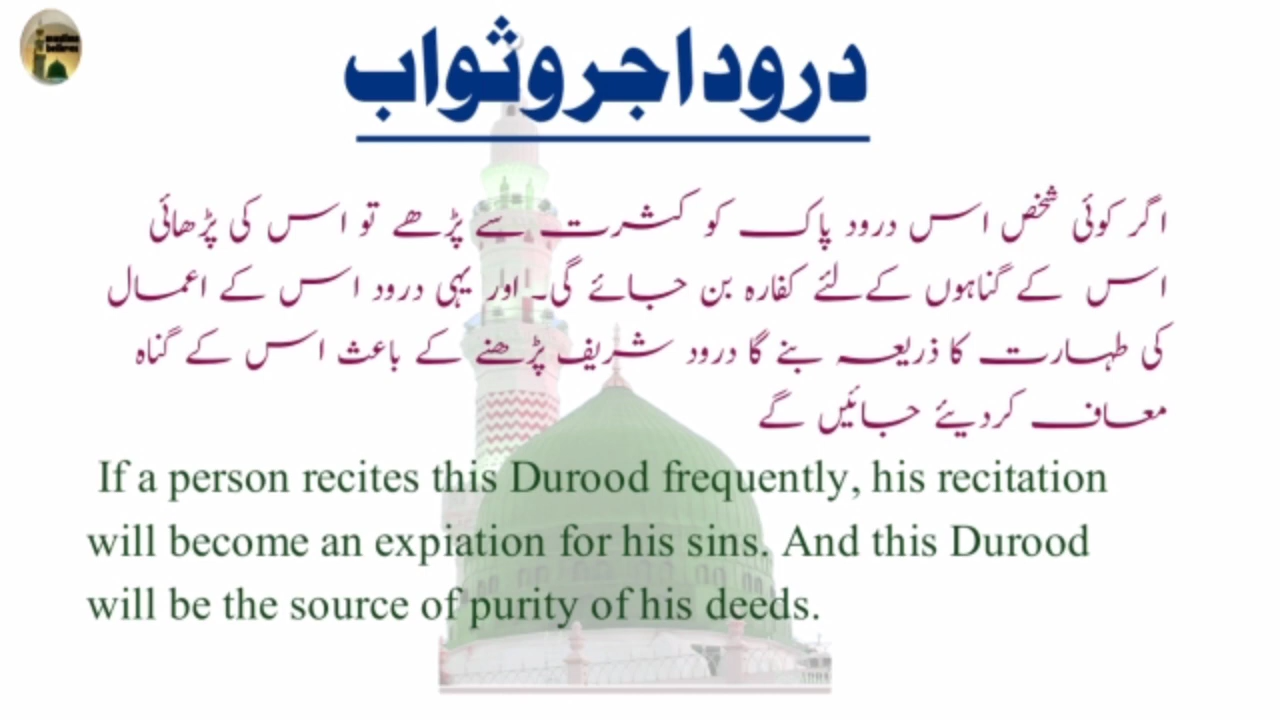 درود اجر و ثواب
اگر کوئی شخص اس درود پاک کو کثرت سے پڑھے تو اس کی پڑھائی
اس کے گناہوں کے لئے کفارہ بن جائے گی۔ اور یہی درود اس کے اعمال
کی طہارت کا ذریعہ بنے گا درود شریف پڑھنے کے باعث اس کے گناہ
معاف کردیئے جائیں گے
If a person recites this Durood frequently, his recitation
will become an expiation for his sins. And this Durood
will be the source of purity of his deeds.